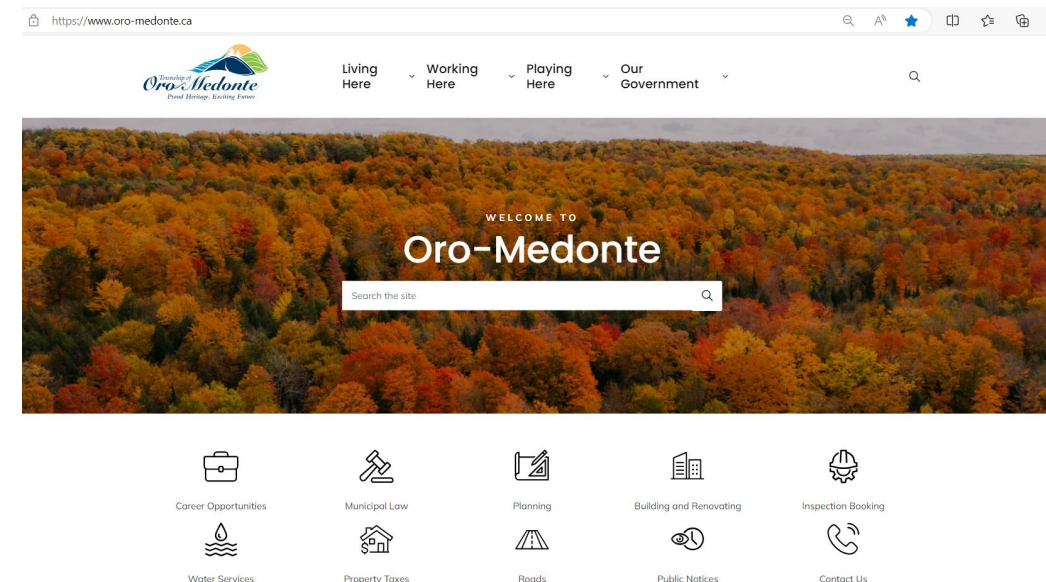 https://www.oro-medonte.ca
Township of
Oro-Medonte
Proud Heritage, Exciting Future
Living Here
Working Here
Playing Here
Our Government
WELCOME TO
Oro-Medonte
Search the site
Career Opportunities
Municipal Law
Planning
Building and Renovating
Inspection Booking
Water Services
Property Taxes
Roads
Public Notices
Contact Us